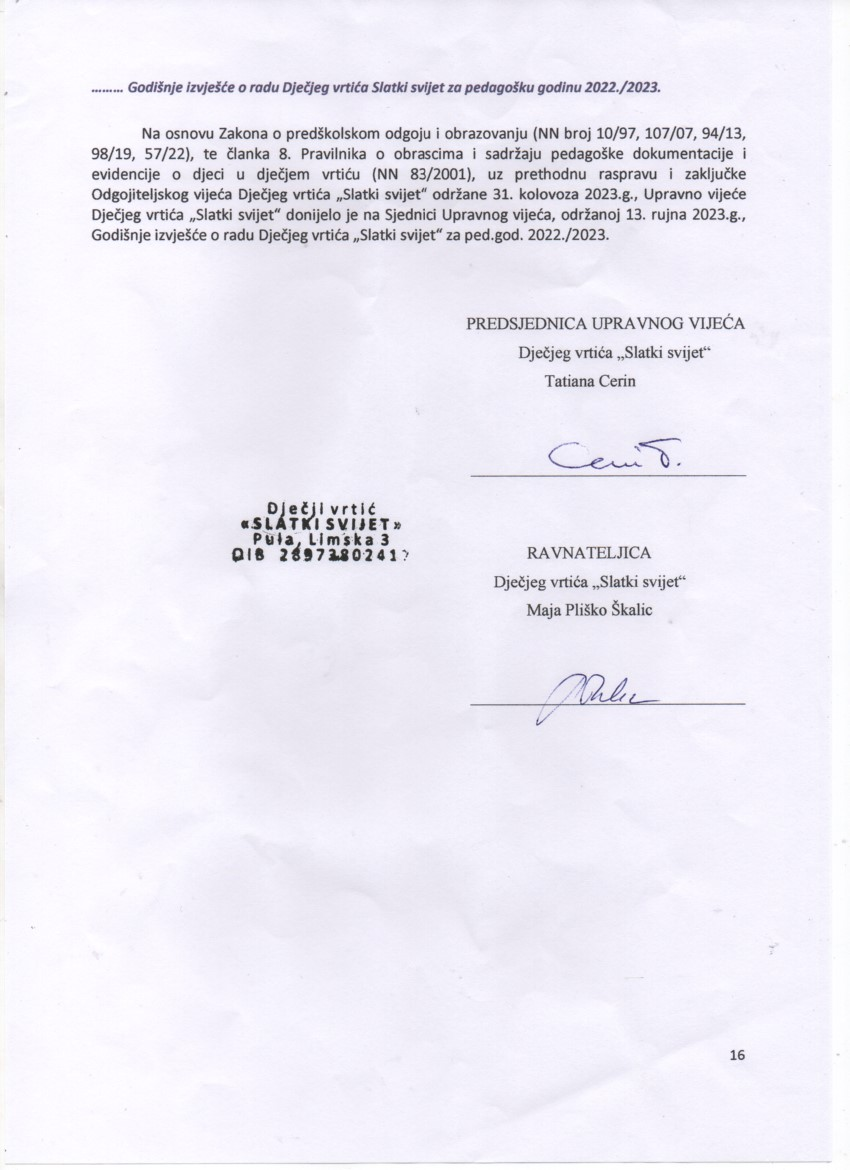 ......... Godišnje izvješće o radu Dječjeg vrtića Slatki svijet za pedagošku godinu 2022./2023.
Na osnovu Zakona o predškolskom odgoju i obrazovanju (NN broj 10/97, 107/07, 94/13,
98/19, 57/22), te članka 8. Pravilnika o obrascima i sadržaju pedagoške dokumentacije i
evidencije o djeci u dječjem vrtiću (NN 83/2001), uz prethodnu raspravu i zaključke
Odgojiteljskog vijeća Dječjeg vrtića „Slatki svijet“ održane 31. kolovoza 2023.g., Upravno vijeće
Dječjeg vrtića „Slatki svijet“ donijelo je na Sjednici Upravnog vijeća, održanoj 13. rujna 2023.g.,
Godišnje izvješće o radu Dječjeg vrtića „Slatki svijet“ za ped.god. 2022./2023.
PREDSJEDNICA UPRAVNOG VIJEĆA
Dječjeg vrtića „Slatki svijet“
Tatiana Cerin
Dječji vrtić
«SLATKI SVIJET»
Pula, Limska 3
OIB
RAVNATELJICA
Dječjeg vrtića „Slatki svijet“
Maja Pliško Škalic
16